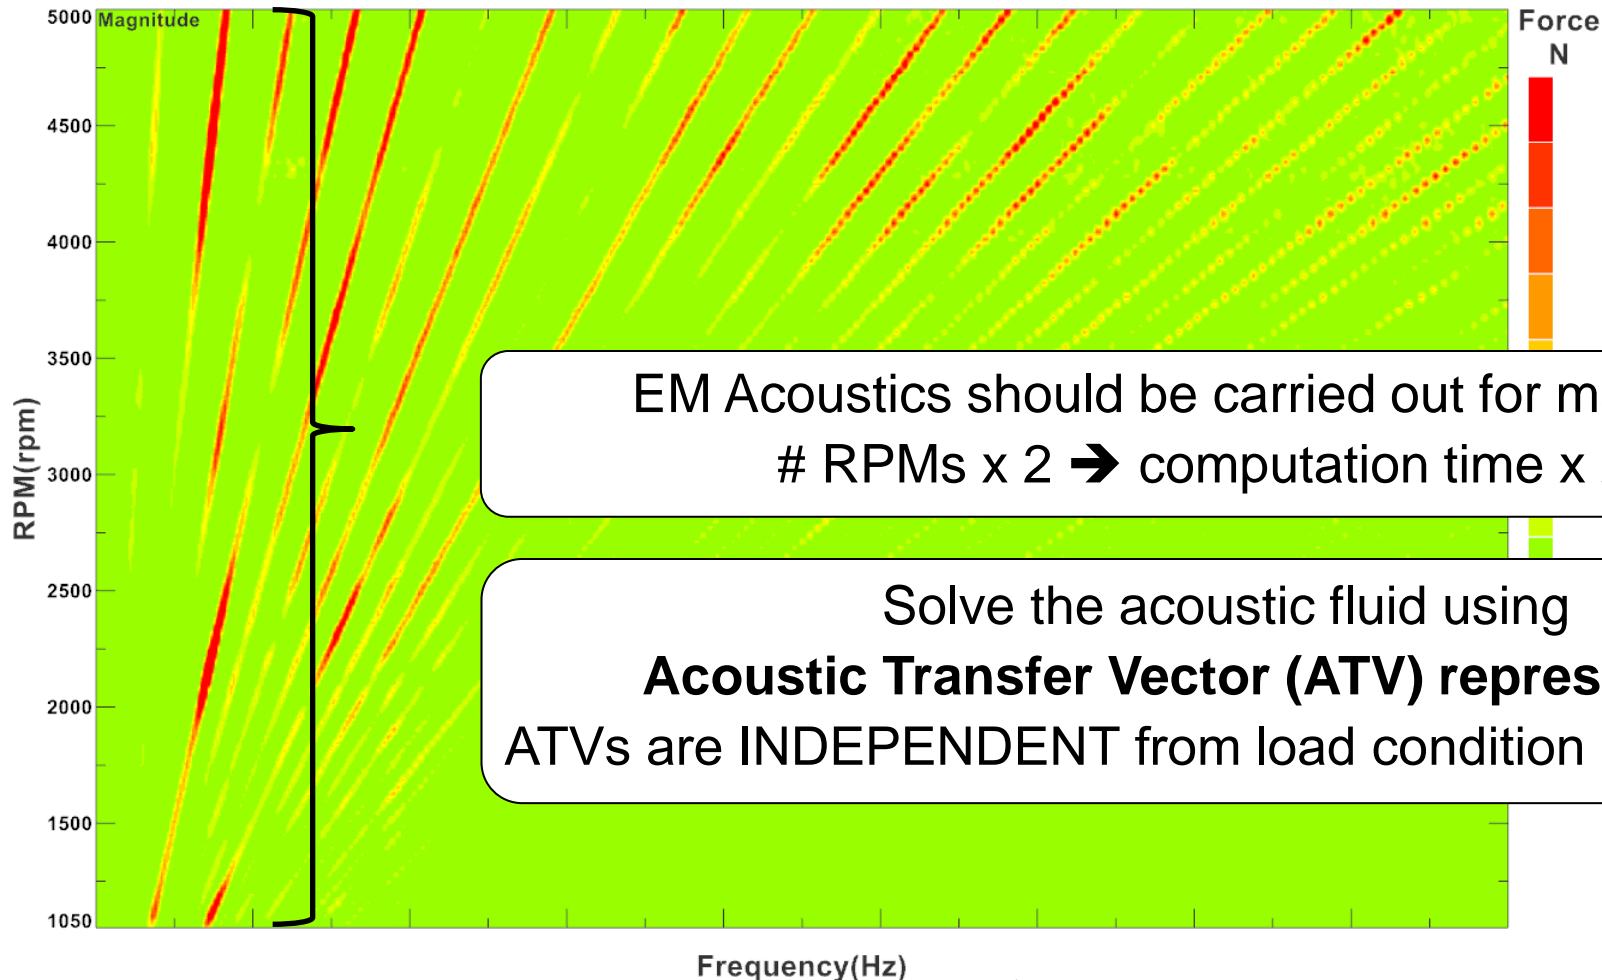 Magnitude
Force
N
5000
4500
4000
3500
3000
2500
2000
1500
1050
RPM(rpm)
EM Acoustics should be carried out for m
# RPMs x 2 ➔ computation time x
Solve the acoustic fluid using
Acoustic Transfer Vector (ATV) repres
ATVs are INDEPENDENT from load condition
Frequency(Hz)